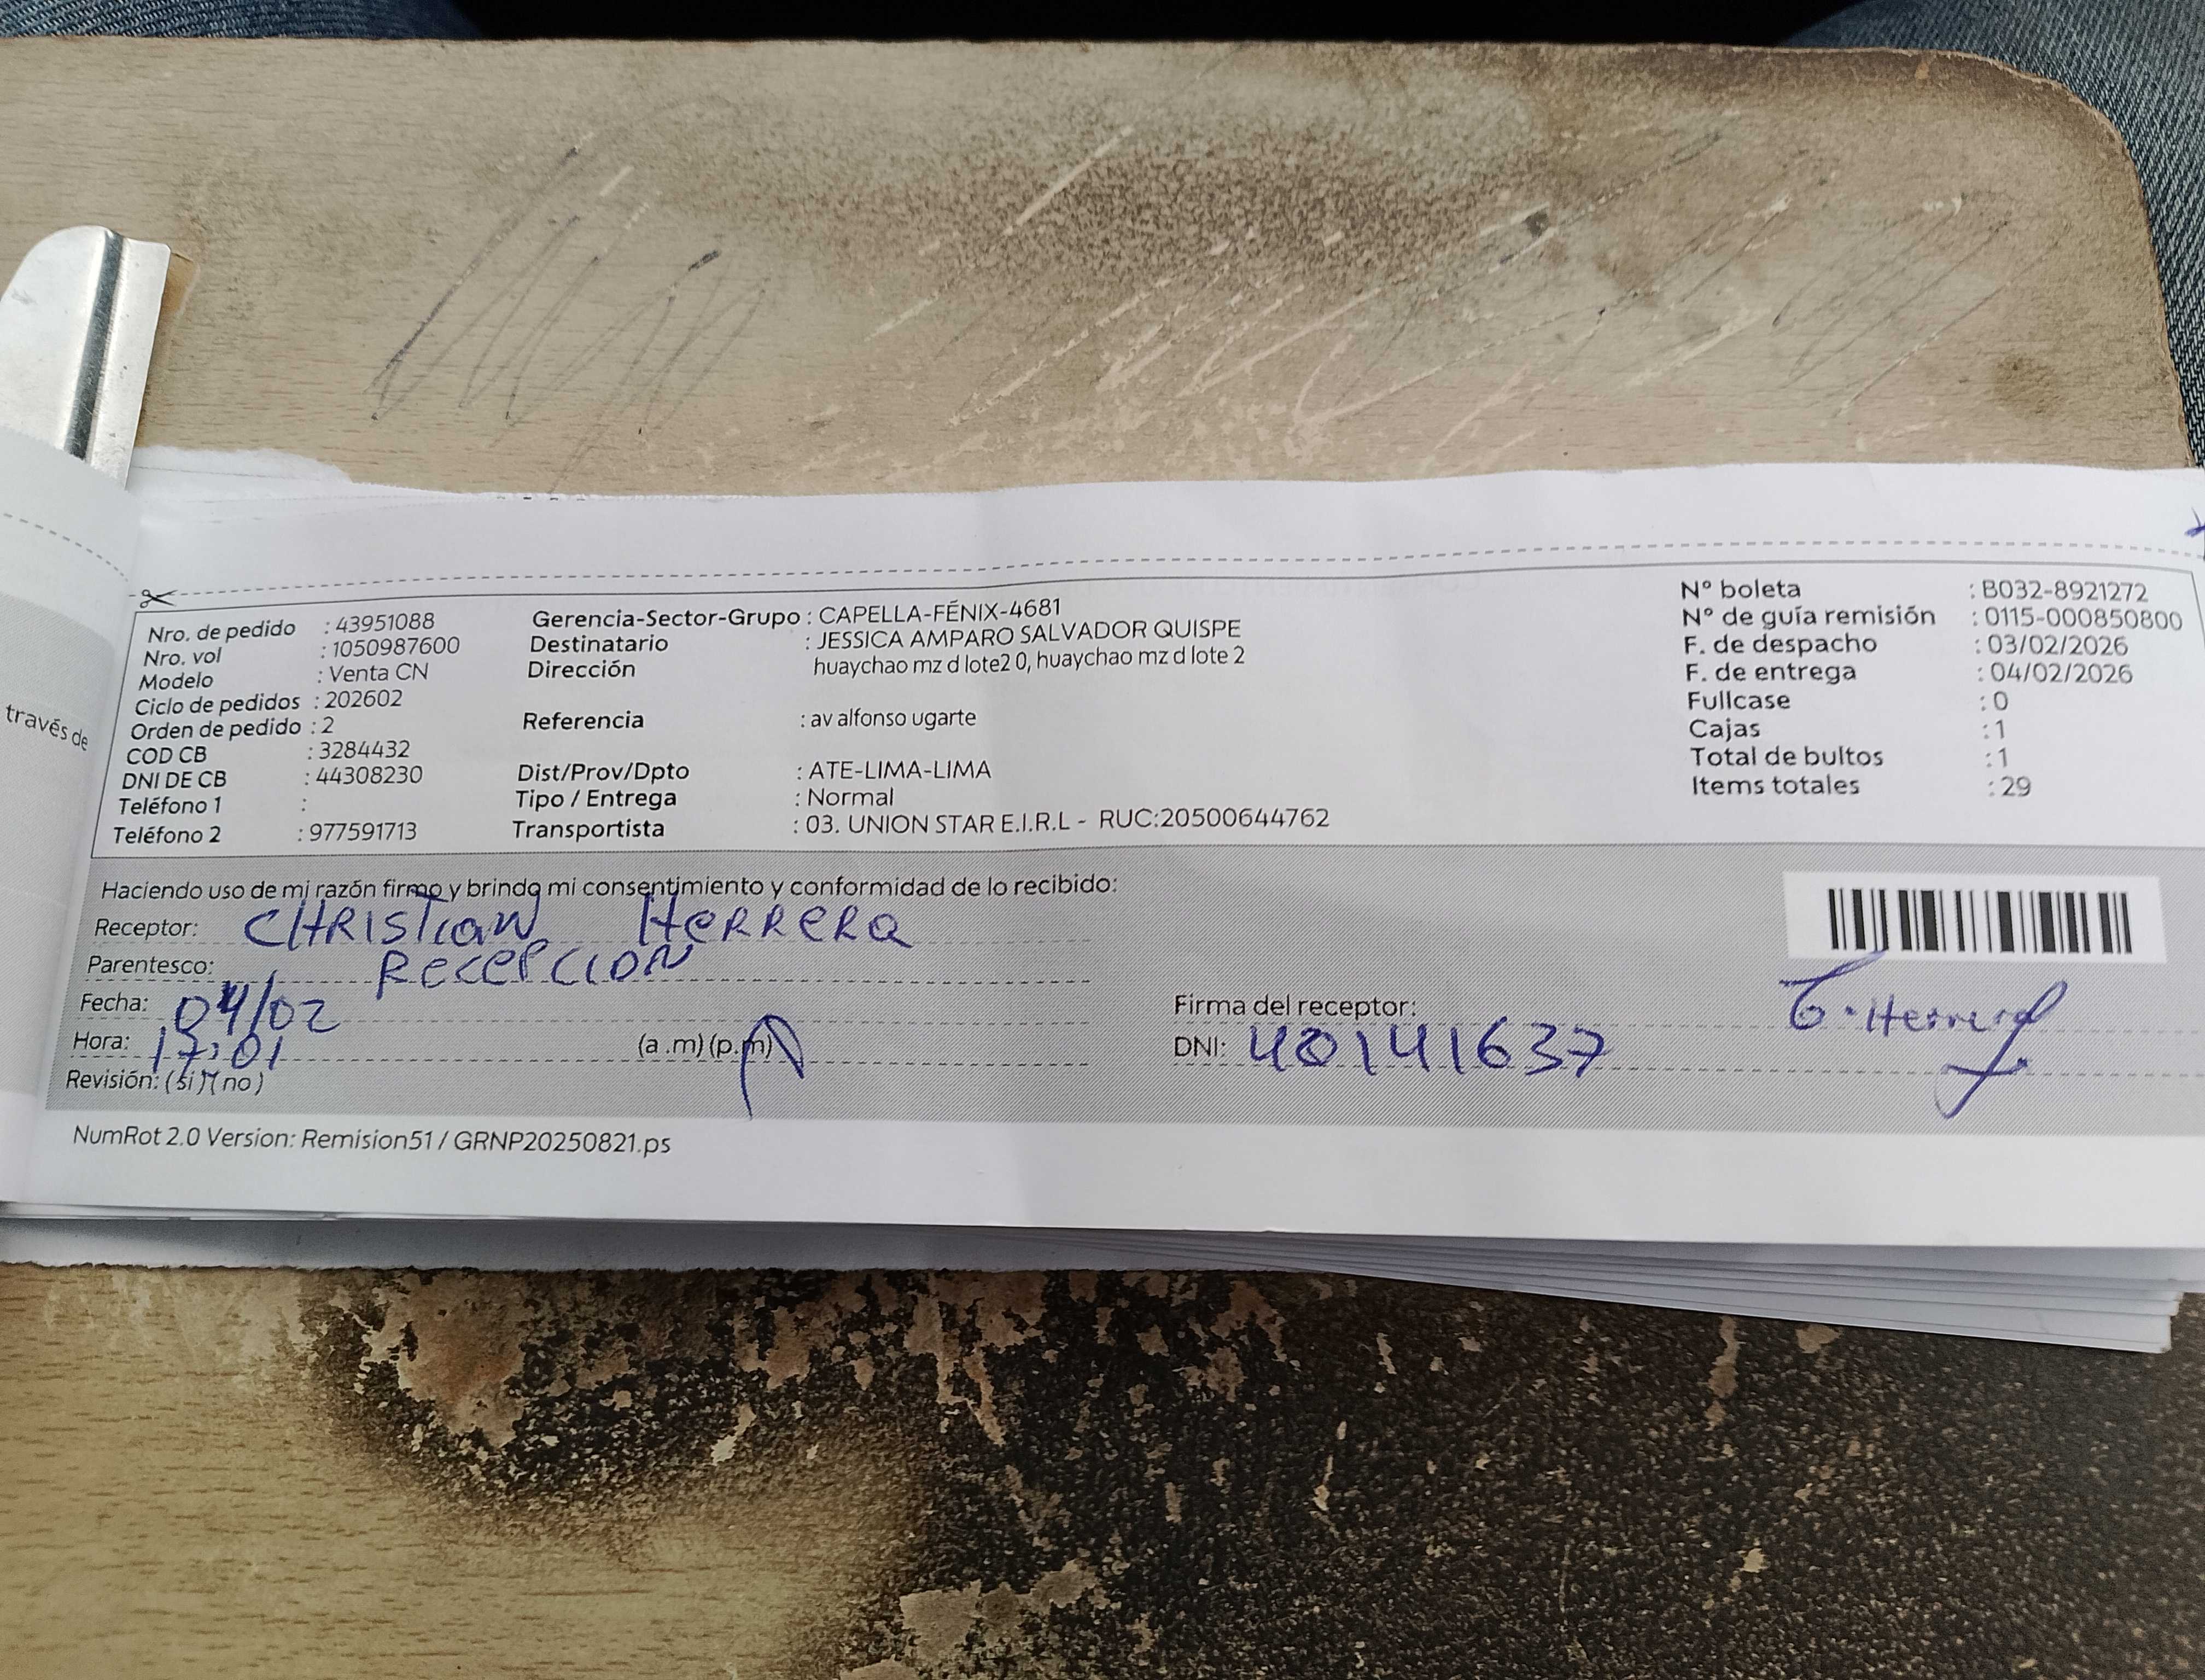 través de
Nro. de pedido : 43951088
Nro. vol : 1050987600
Modelo : Venta CN
Ciclo de pedidos : 202602
Orden de pedido : 2
COD CB : 3284432
DNI DE CB : 44308230
Teléfono 1 :
Teléfono 2 : 977591713
Gerencia-Sector-Grupo : CAPELLA-FÉNIX-4681
Destinatario : JESSICA AMPARO SALVADOR QUISPE
Dirección huaychao mz d lote2 0, huaychao mz d lote 2
Referencia : av alfonso ugarte
Dist/Prov/Dpto : ATE-LIMA-LIMA
Tipo / Entrega : Normal
Transportista : 03. UNION STAR E.I.R.L - RUC:20500644762
N° boleta : B032-8921272
N° de guía remisión : 0115-000850800
F. de despacho : 03/02/2026
F. de entrega : 04/02/2026
Fullcase : 0
Cajas : 1
Total de bultos : 1
Items totales : 29
Haciendo uso de mi razón firmo y brindo mi consentimiento y conformidad de lo recibido:
Receptor: CHRISTIAN HERRERA
Parentesco: RECEPCION
Fecha: 04/02
Hora: 17:01 (a .m) (p.m)
Revisión: (si) (no)
Firma del receptor: C. Herrera
DNI: 40141637
NumRot 2.0 Version: Remision51 / GRNP20250821.ps